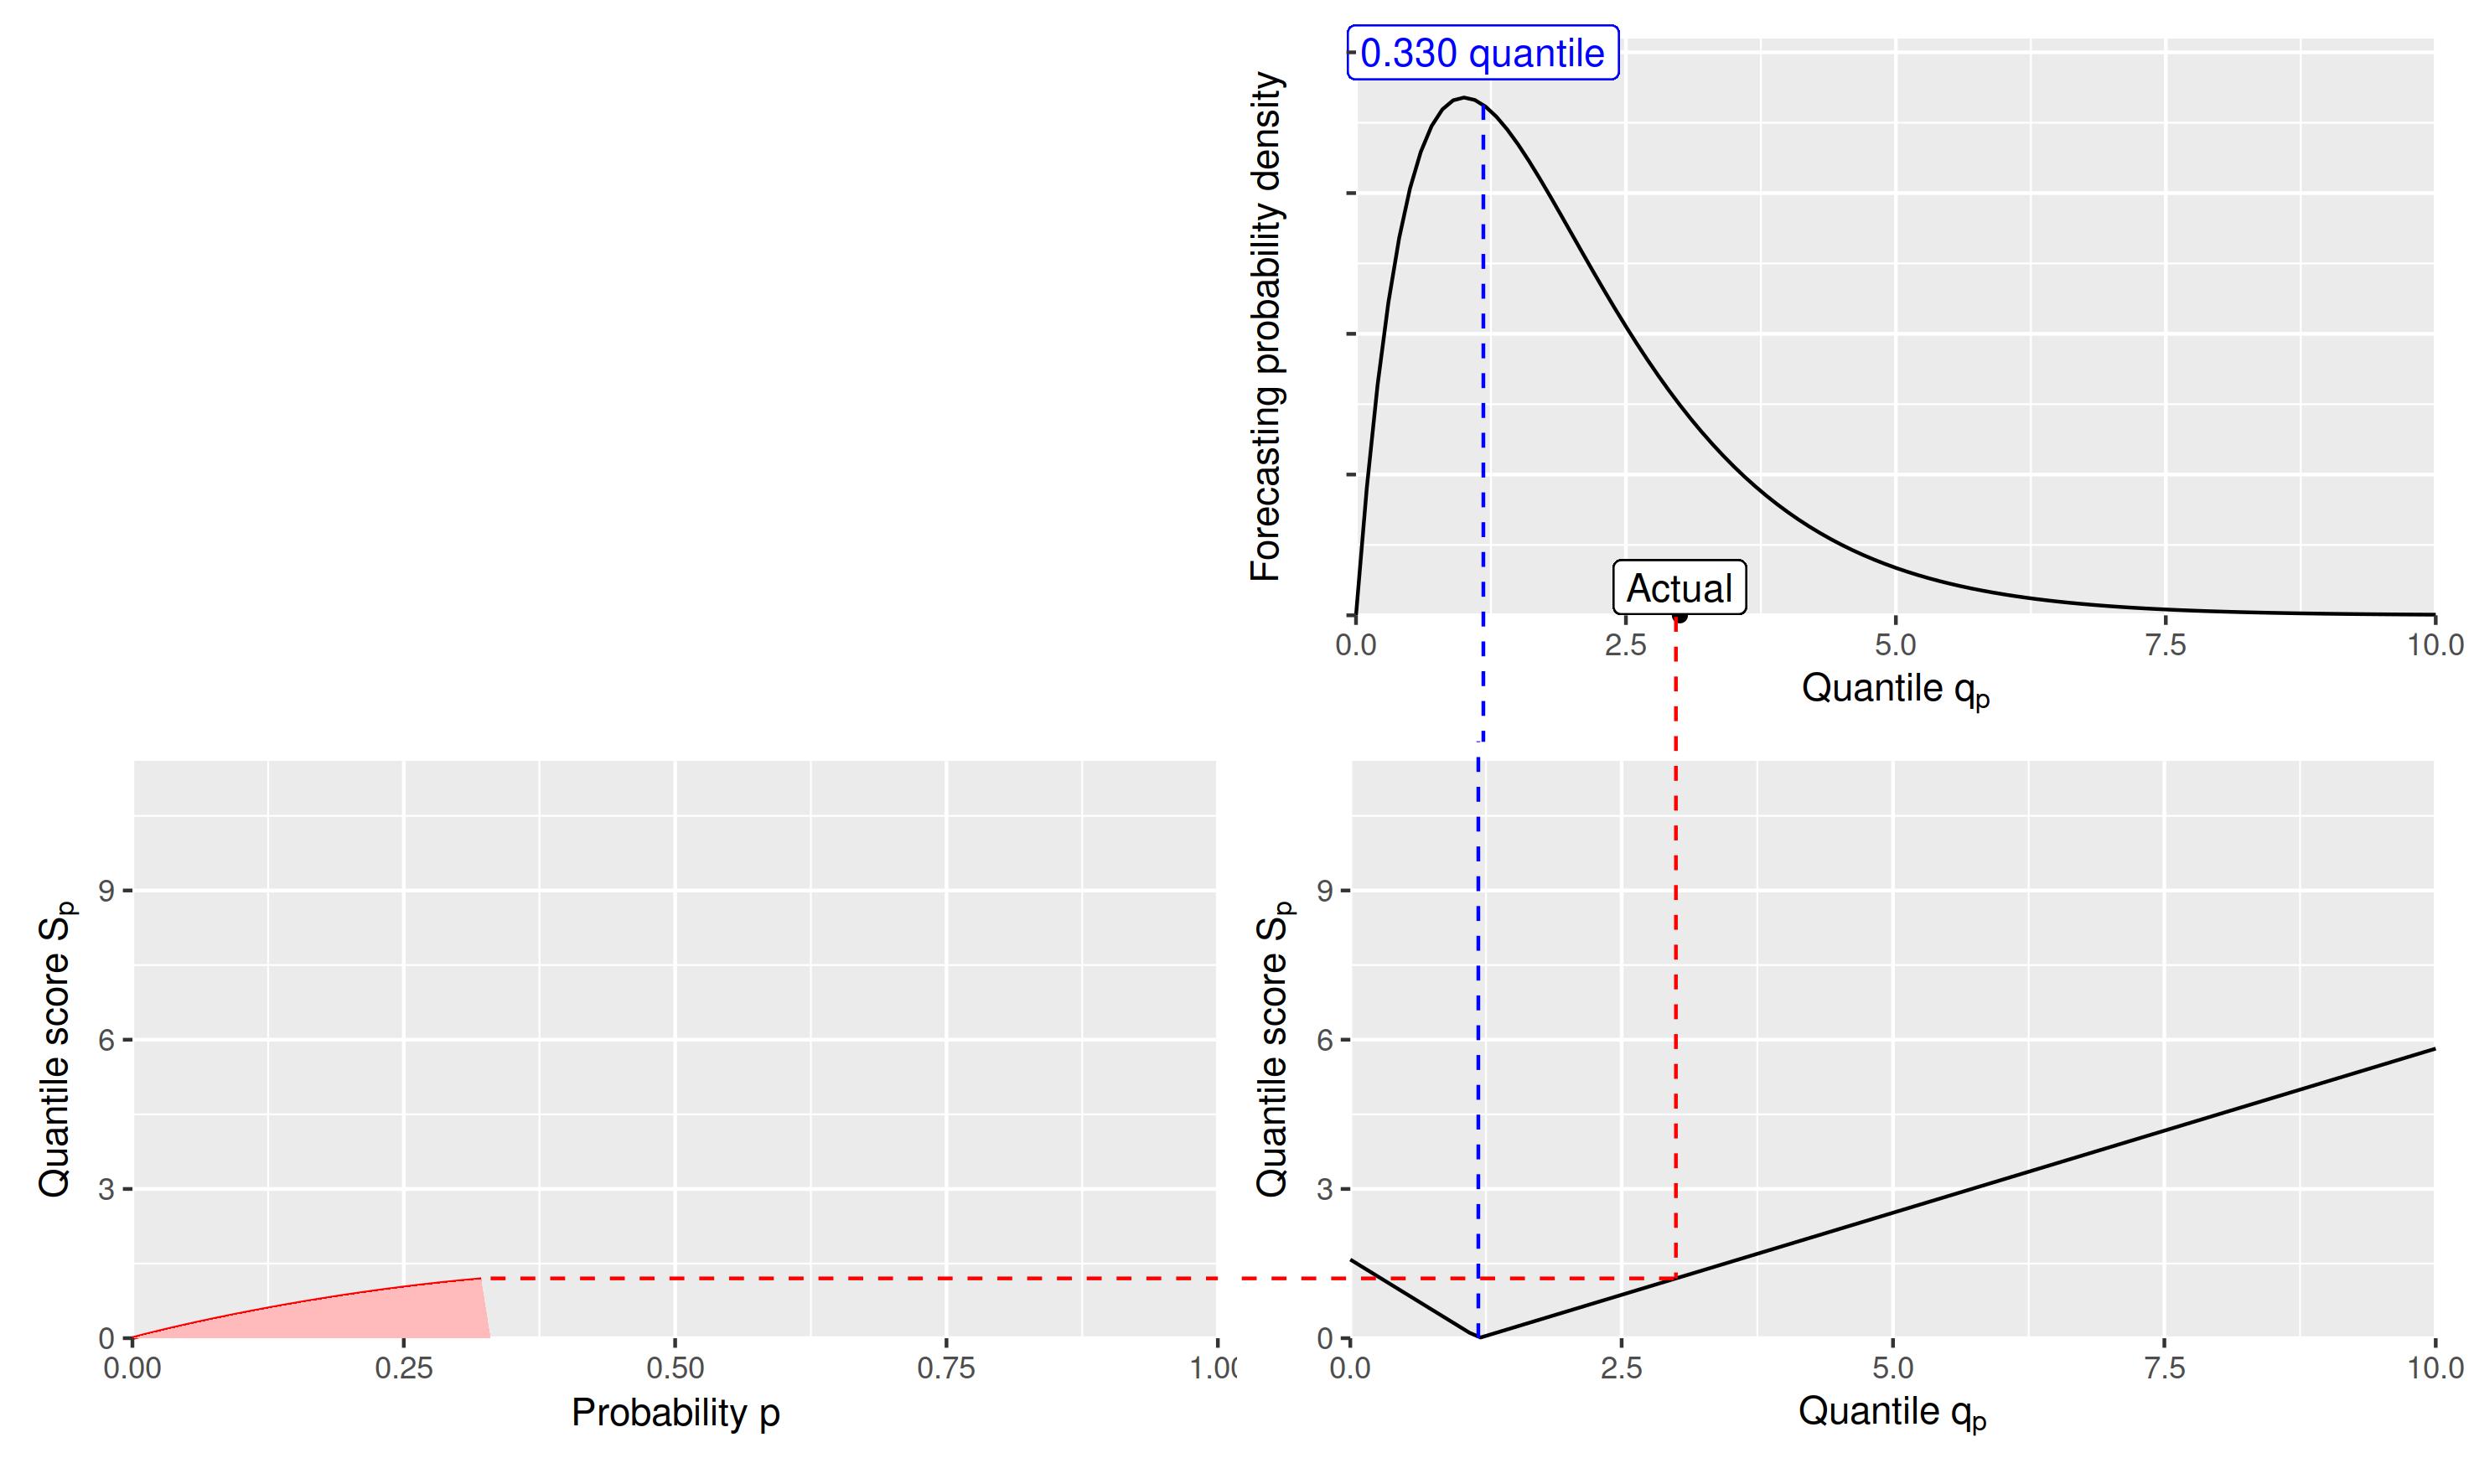 0.330 quantile
Forecasting probability density
Actual
0.0 2.5 5.0 7.5 10.0
Quantile qp
Quantile score Sp
9
6
3
0
0.00 0.25 0.50 0.75 1.00
Probability p
Quantile score Sp
9
6
3
0
0.0 2.5 5.0 7.5 10.0
Quantile qp